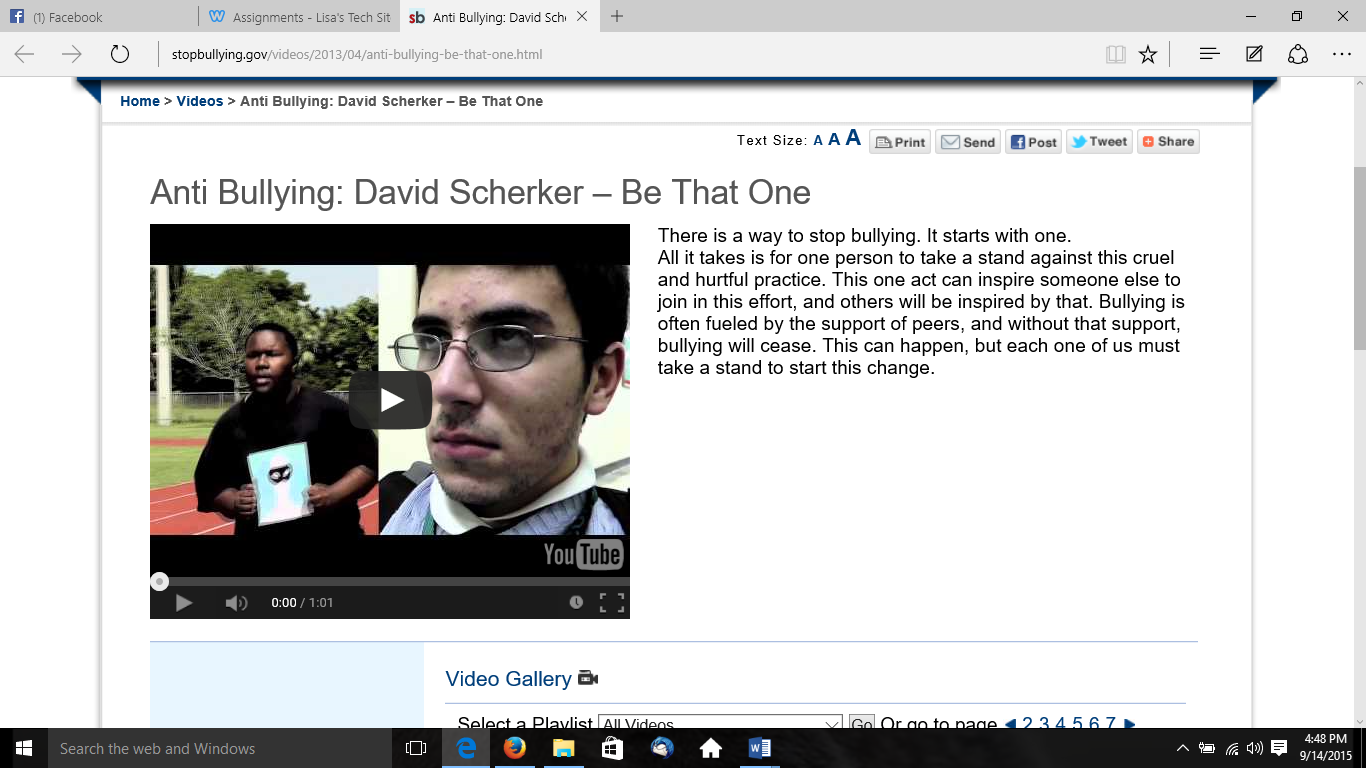 (1) Facebook
Assignments - Lisa's Tech Sit
sb Anti Bullying: David Sche
stopbullying.gov/videos/2013/04/anti-bullying-be-that-one.html
Home > Videos > Anti Bullying: David Scherker – Be That One
Text Size: A A A Print Send Post Tweet Share
Anti Bullying: David Scherker – Be That One
There is a way to stop bullying. It starts with one.
All it takes is for one person to take a stand against this cruel
and hurtful practice. This one act can inspire someone else to
join in this effort, and others will be inspired by that. Bullying is
often fueled by the support of peers, and without that support,
bullying will cease. This can happen, but each one of us must
take a stand to start this change.
YouTube
0:00 / 1:01
Video Gallery
Select a Playlist All Videos Go Or go to page 2 3 4 5 6 7
Search the web and Windows
4:48 PM
9/14/2015